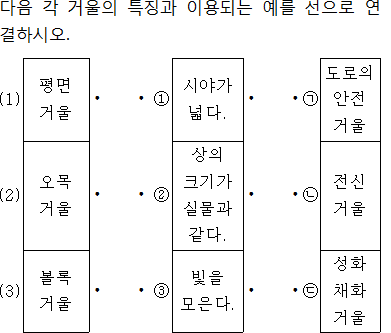 다음 각 거울의 특징과 이용되는 예를 선으로 연
결하시오.
(1) 평면 거울 • • ① 시야가 넓다. • • ㉠ 도로의 안전 거울
(2) 오목 거울 • • ② 상의 크기가 실물과 같다. • • ㉡ 전신 거울
(3) 볼록 거울 • • ③ 빛을 모은다. • • ㉢ 성화 채화 거울